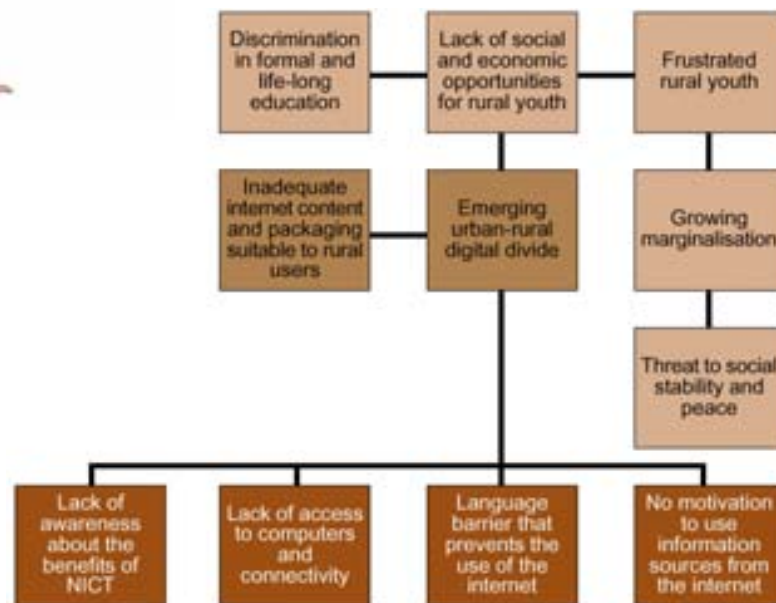 Discrimination
in formal and
life-long
education
Lack of social
and economic
opportunities
for rural youth
Frustrated
rural youth
Inadequate
internet content
and packaging
suitable to rural
users
Emerging
urban-rural
digital divide
Growing
marginalisation
Threat to social
stability and
peace
Lack of
awareness
about the
benefits of
NICT
Lack of access
to computers
and
connectivity
Language
barrier that
prevents the
use of the
internet
No motivation
to use
information
sources from
the internet